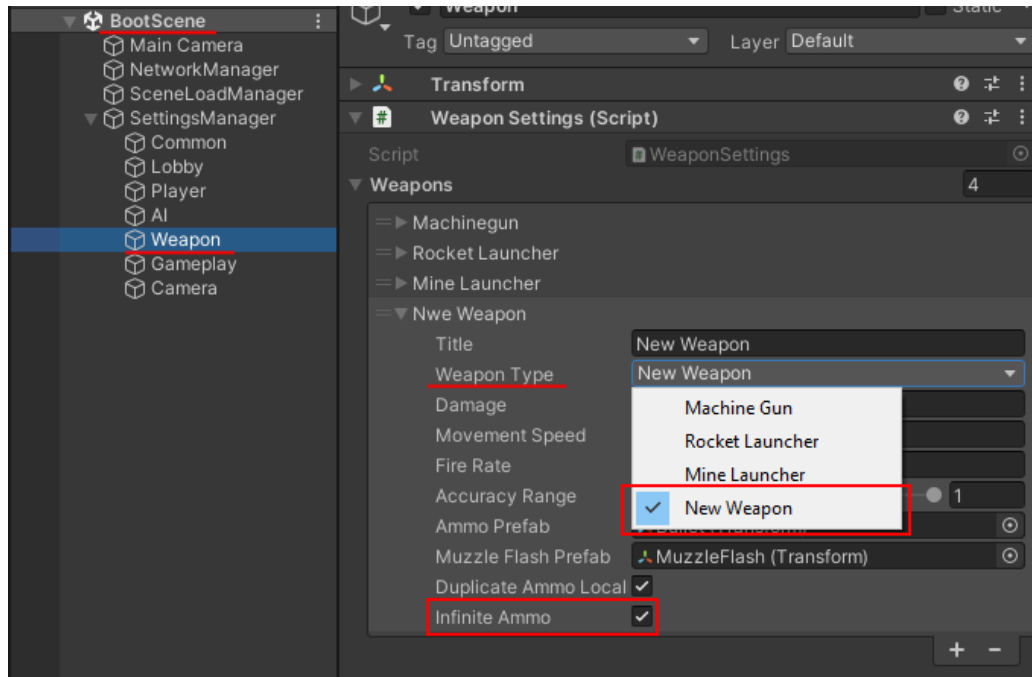 BootScene
Main Camera
NetworkManager
SceneLoadManager
SettingsManager
Common
Lobby
Player
AI
Weapon
Gameplay
Camera
Weapon
Static
Tag Untagged Layer Default
Transform
# Weapon Settings (Script)
Script # WeaponSettings
Weapons 4
Machinegun
Rocket Launcher
Mine Launcher
Nwe Weapon
Title New Weapon
Weapon Type New Weapon
Machine Gun
Rocket Launcher
Mine Launcher
New Weapon
Damage
Movement Speed
Fire Rate
Accuracy Range 1
Ammo Prefab
Muzzle Flash Prefab MuzzleFlash (Transform)
Duplicate Ammo Local
Infinite Ammo
+ -